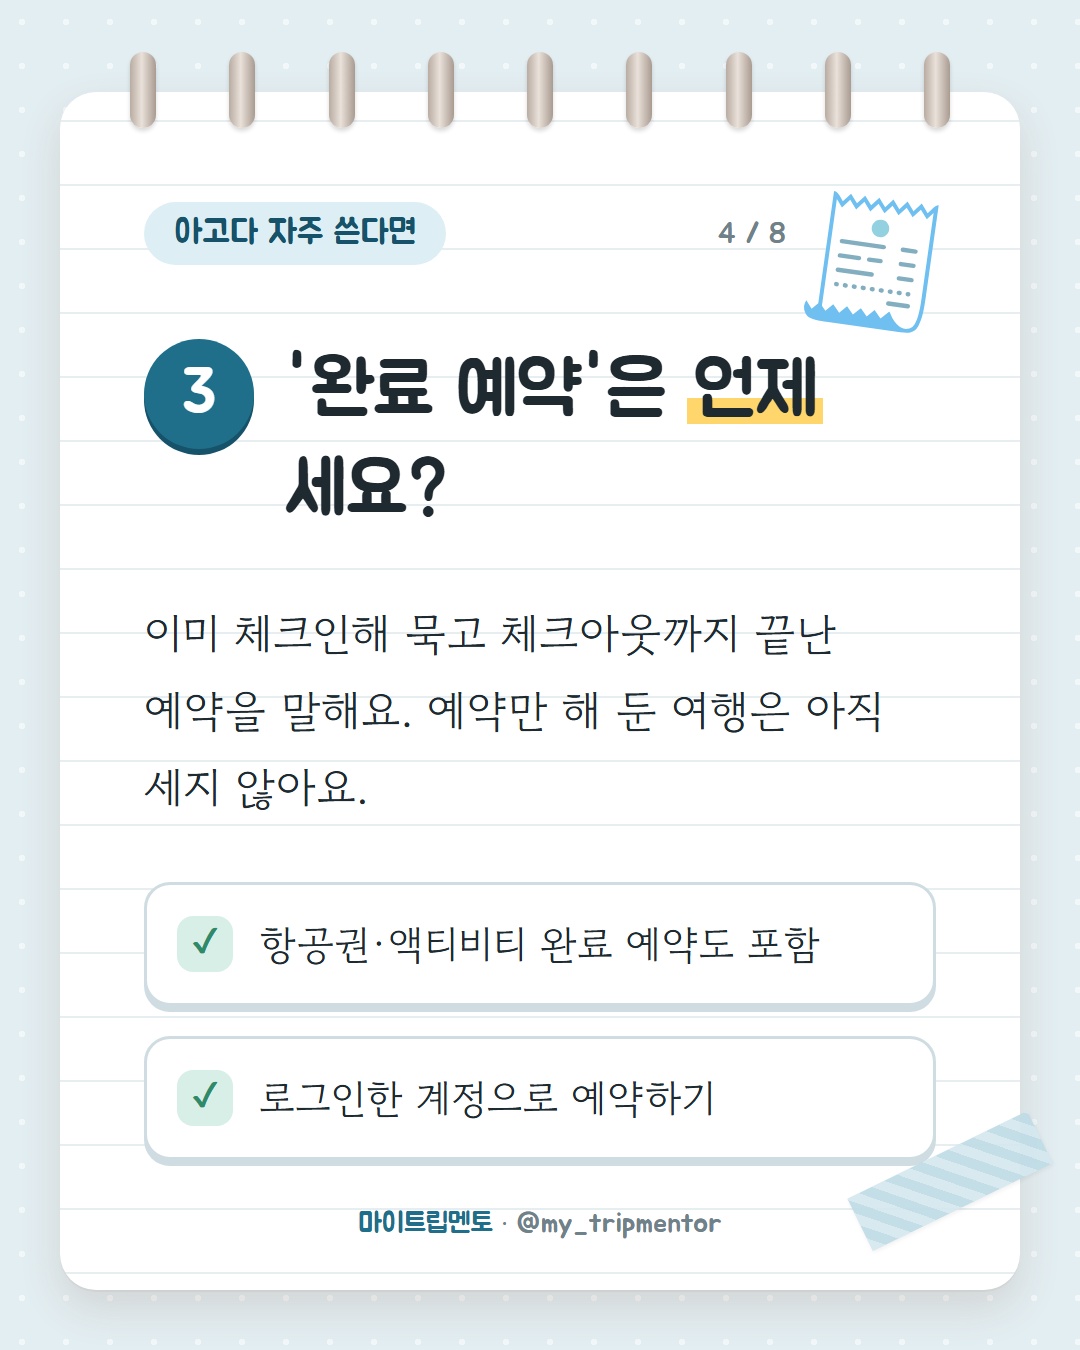 아고다 자주 쓴다면
4 / 8
3
'완료 예약'은 언제
세요?
이미 체크인해 묵고 체크아웃까지 끝난
예약을 말해요. 예약만 해 둔 여행은 아직
세지 않아요.
✓ 항공권·액티비티 완료 예약도 포함
✓ 로그인한 계정으로 예약하기
마이트립멘토 · @my_tripmentor